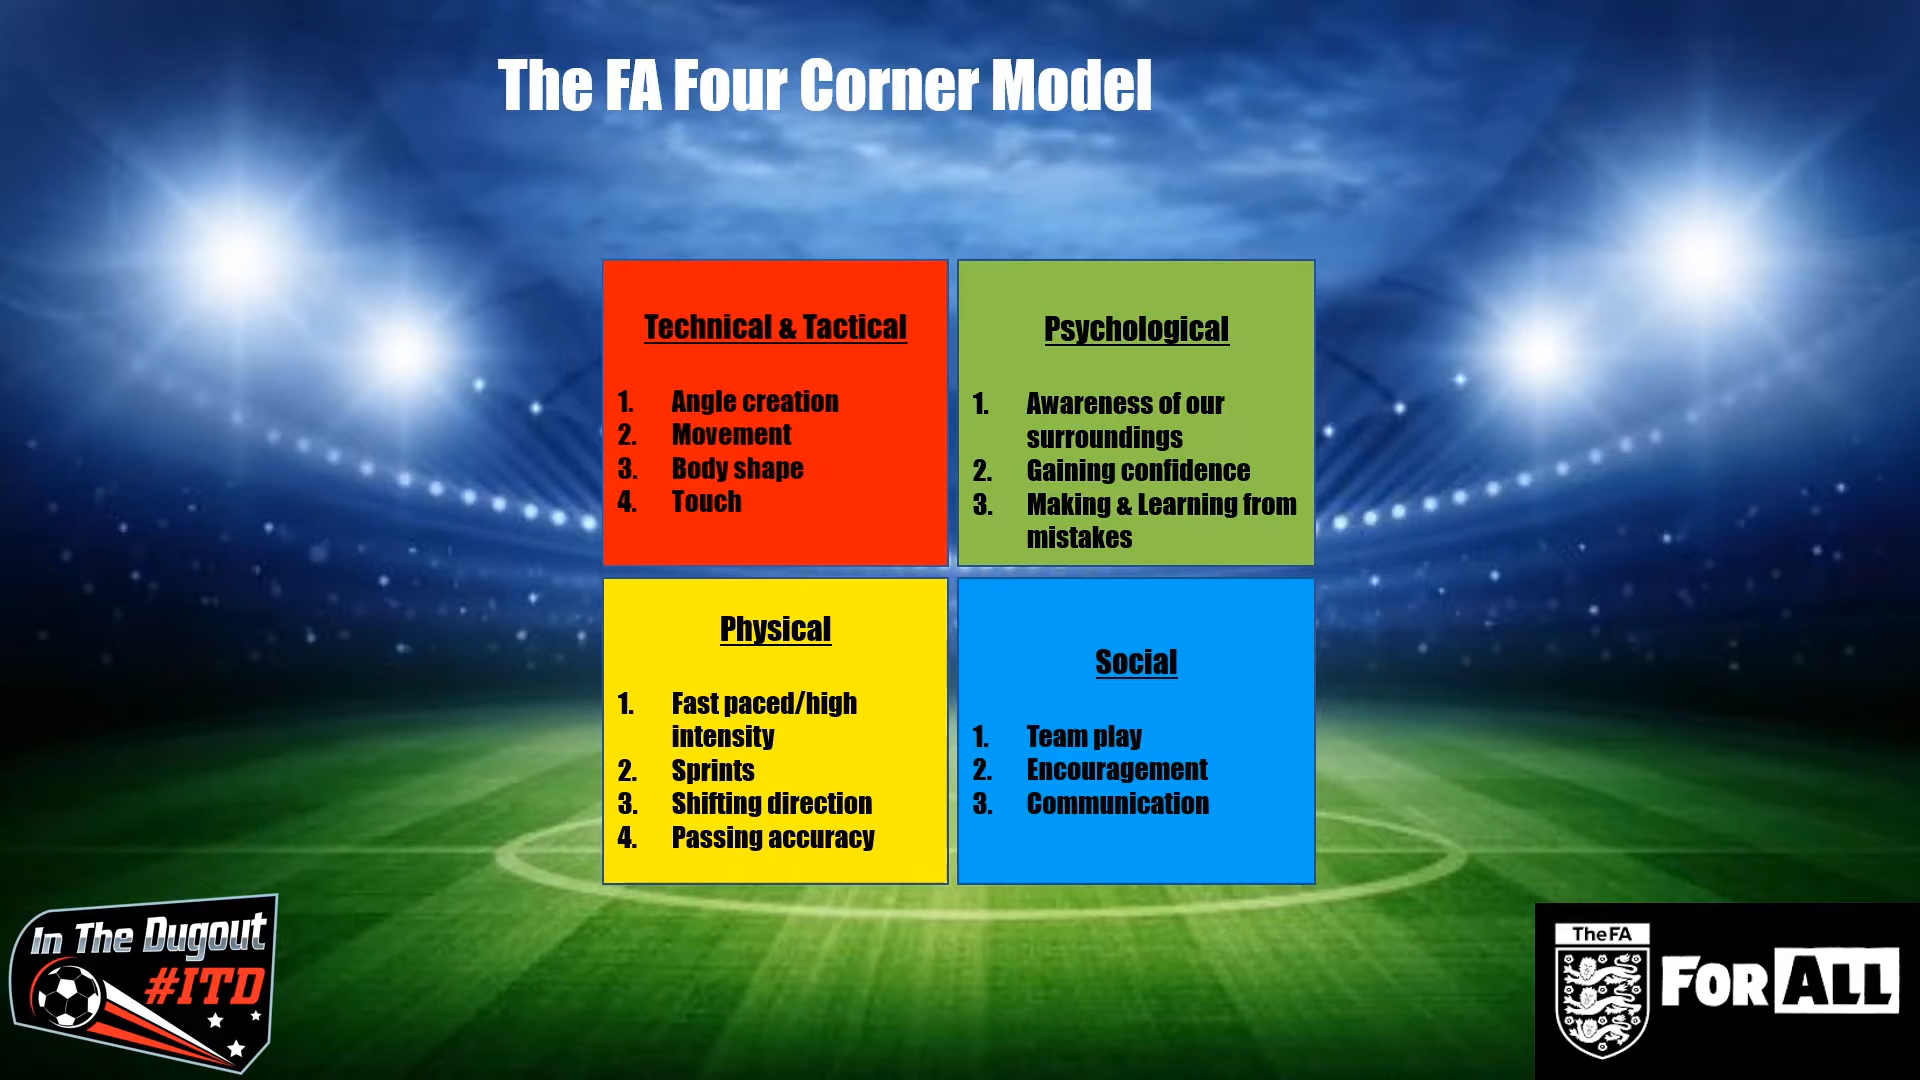 The FA Four Corner Model
Technical & Tactical
1. Angle creation
2. Movement
3. Body shape
4. Touch
Psychological
1. Awareness of our
surroundings
2. Gaining confidence
3. Making & Learning from
mistakes
Physical
1. Fast paced/high
intensity
2. Sprints
3. Shifting direction
4. Passing accuracy
Social
1. Team play
2. Encouragement
3. Communication
In The Dugout
#ITD
The FA
FOR ALL